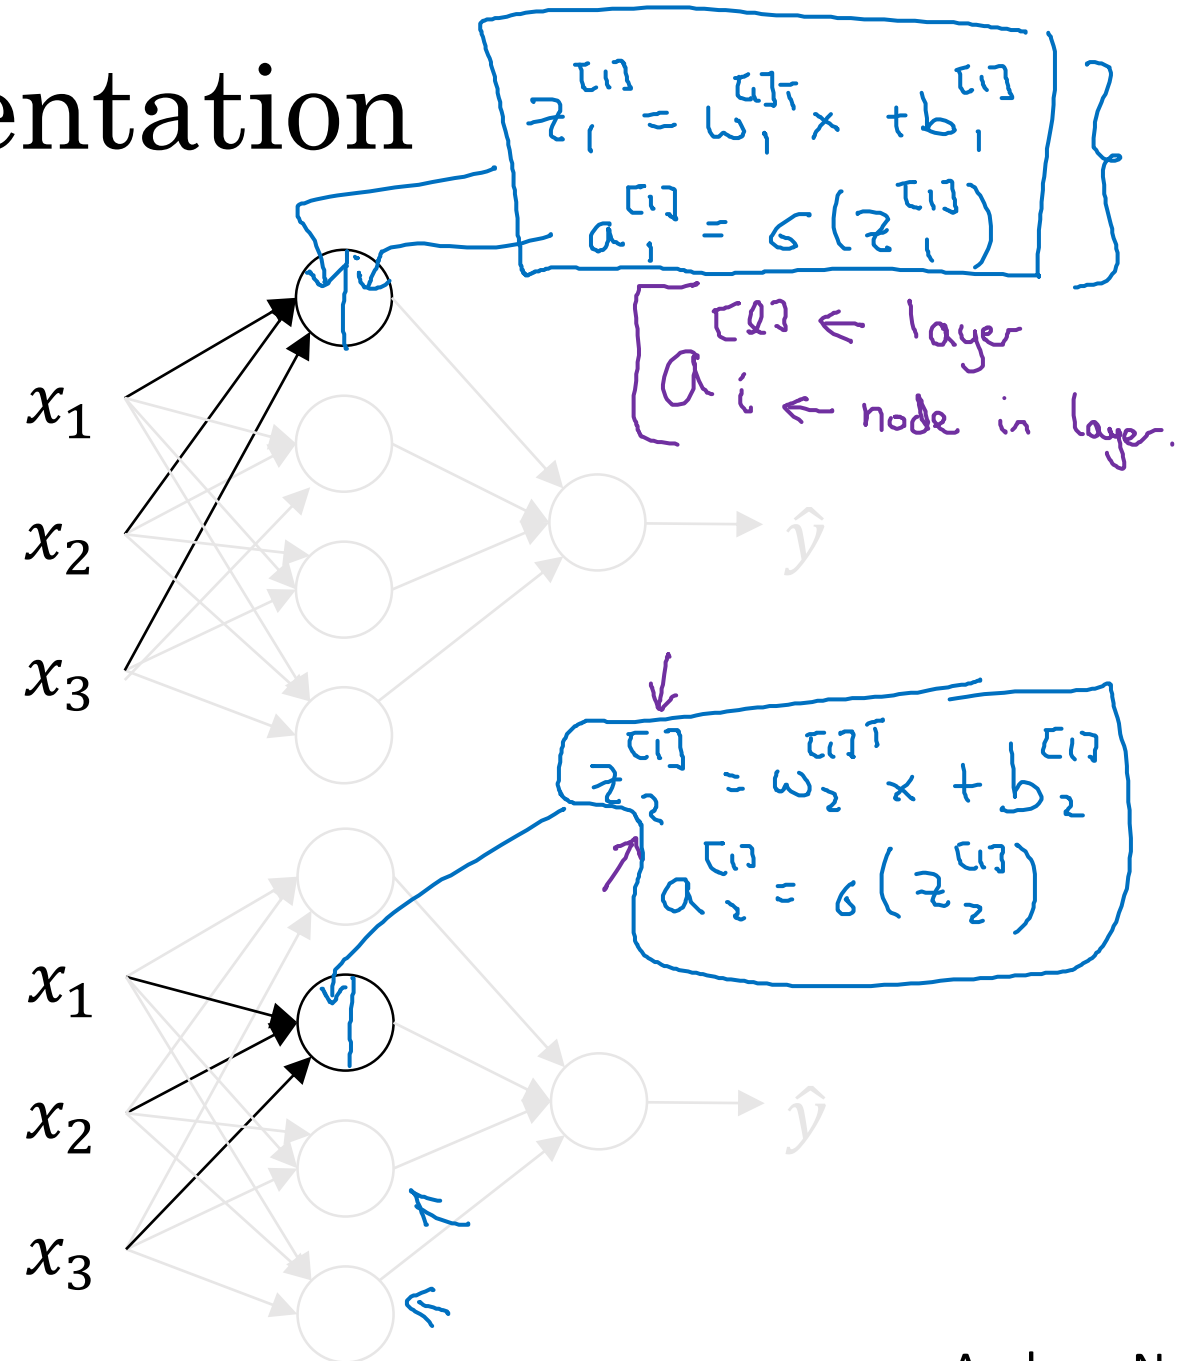 entation
z₁^[1] = w₁^[1]T x + b₁^[1]
a₁^[1] = σ(z₁^[1])
a_i^[l] ← layer
← node in layer.
x₁
x₂
ŷ
x₃
z₂^[1] = w₂^[1]T x + b₂^[1]
a₂^[1] = σ(z₂^[1])
x₁
x₂
ŷ
x₃